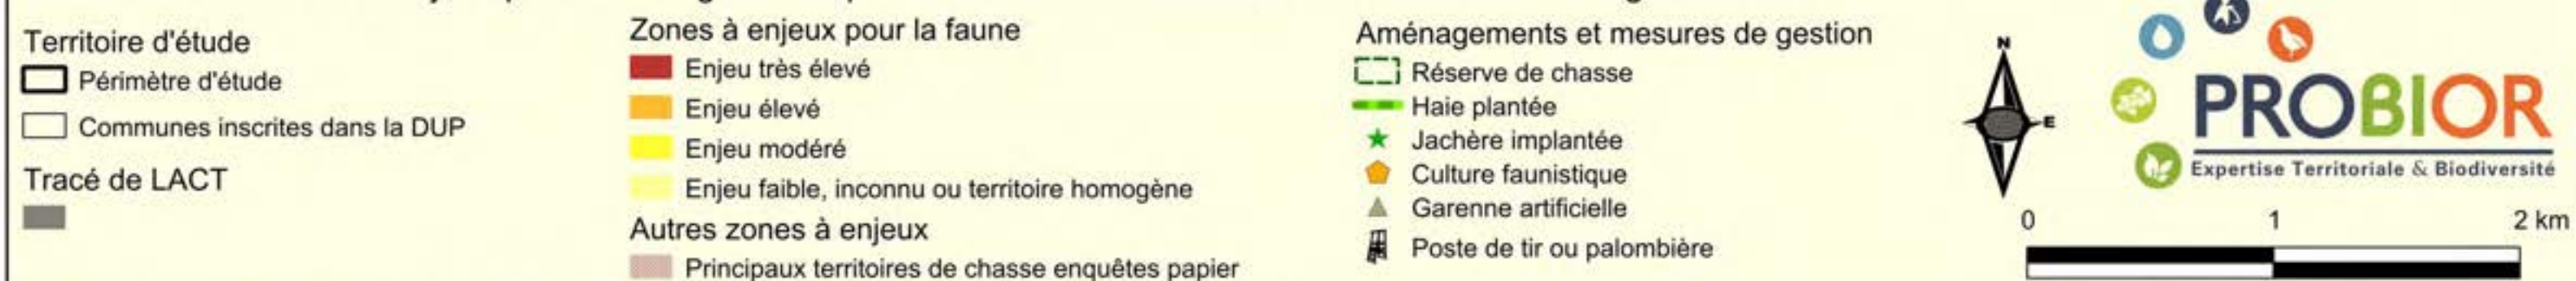 Territoire d'étude
Périmètre d'étude
Communes inscrites dans la DUP
Tracé de LACT
Zones à enjeux pour la faune
Enjeu très élevé
Enjeu élevé
Enjeu modéré
Enjeu faible, inconnu ou territoire homogène
Autres zones à enjeux
Principaux territoires de chasse enquêtes papier
Aménagements et mesures de gestion
Réserve de chasse
Haie plantée
Jachère implantée
Culture faunistique
Garenne artificielle
Poste de tir ou palombière
N
E
PROBIOR
Expertise Territoriale & Biodiversité
0 1 2 km